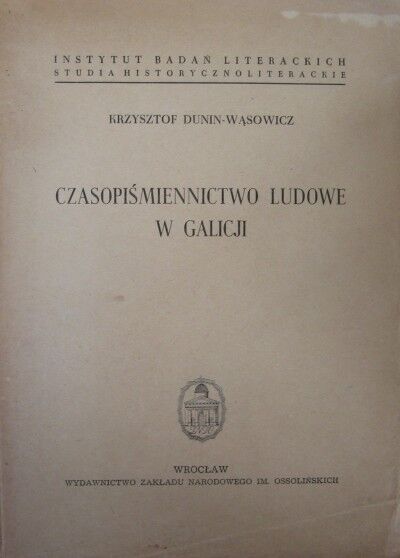 INSTYTUT BADAŃ LITERACKICH
STUDIA HISTORYCZNOLITERACKIE
KRZYSZTOF DUNIN-WĄSOWICZ
CZASOPIŚMIENNICTWO LUDOWE
W GALICJI
WROCŁAW
WYDAWNICTWO ZAKŁADU NARODOWEGO IM. OSSOLIŃSKICH